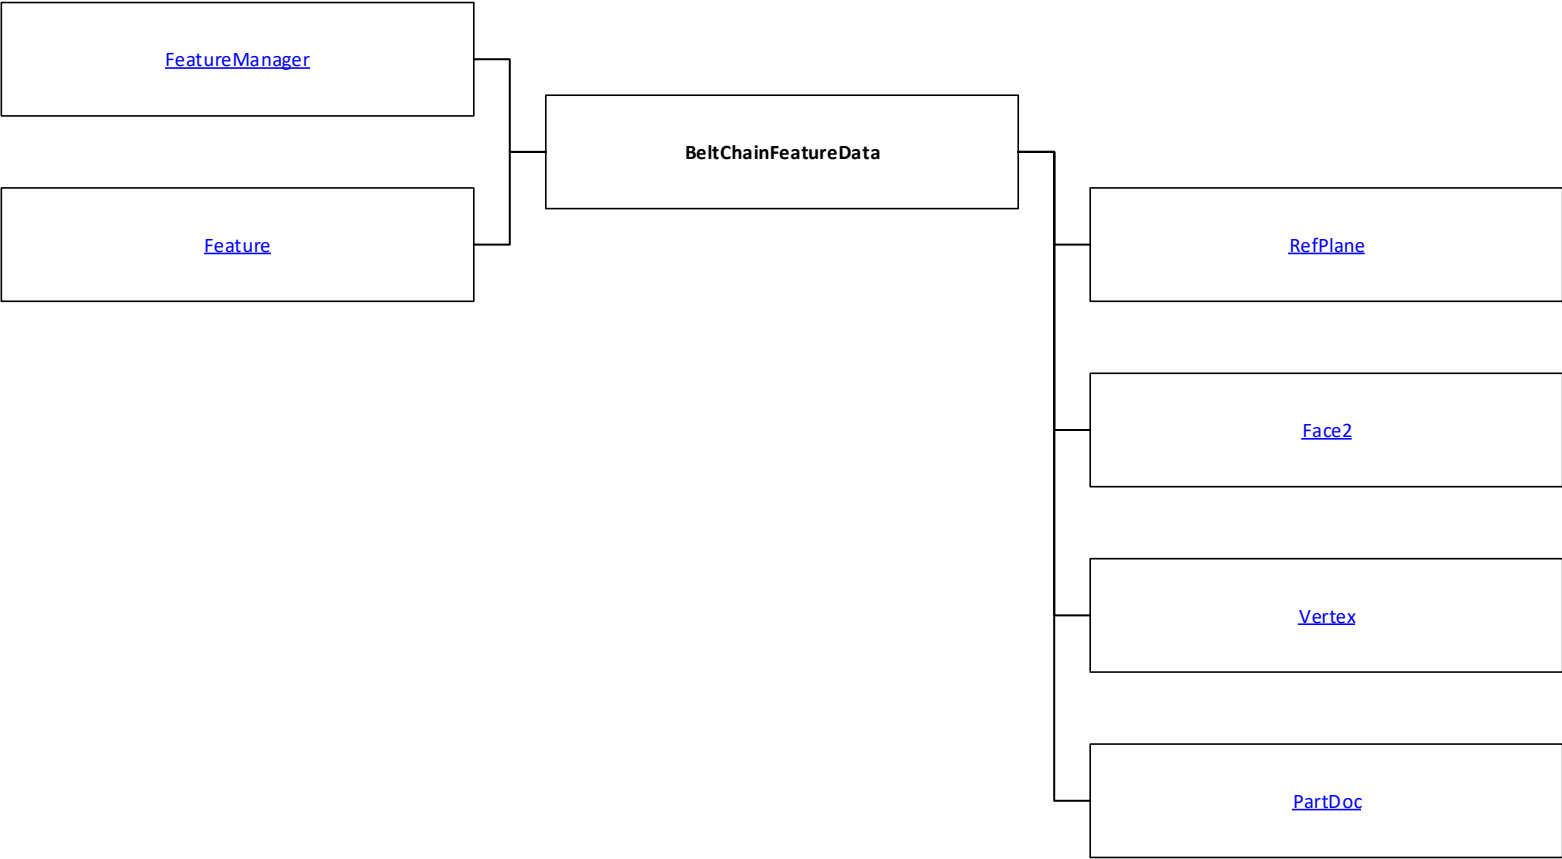 FeatureManager
BeltChainFeatureData
Feature
RefPlane
Face2
Vertex
PartDoc